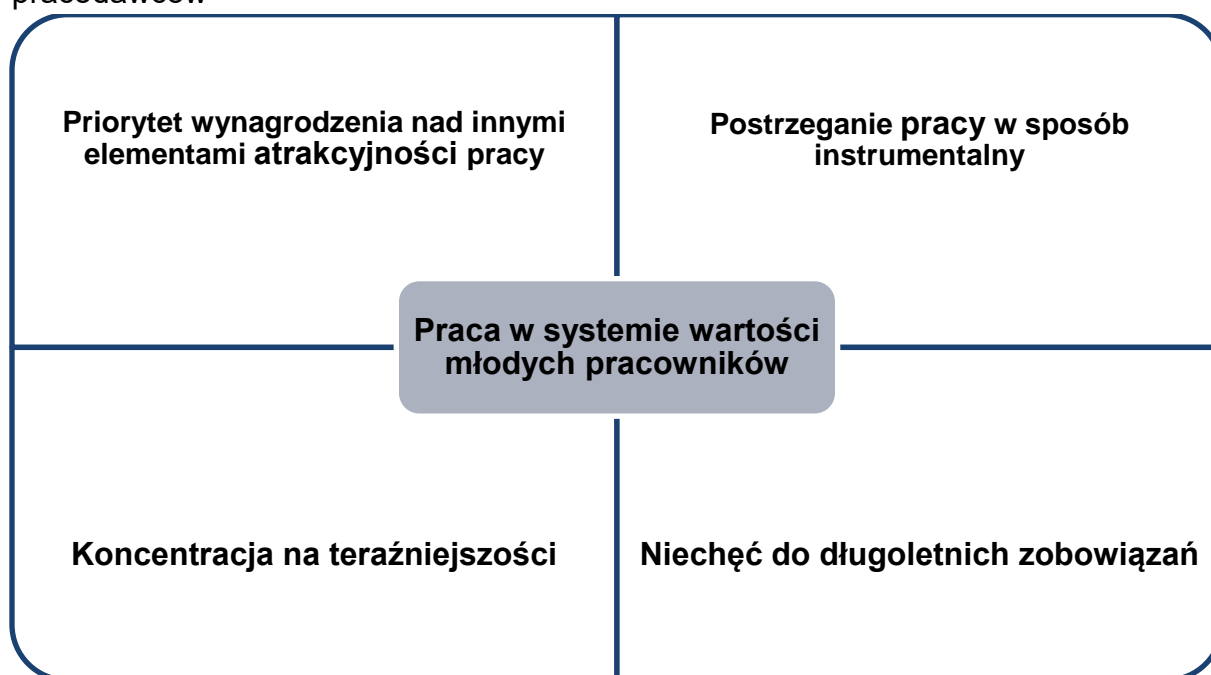 pracodawców
Priorytet wynagrodzenia nad innymi
elementami atrakcyjności pracy
Postrzeganie pracy w sposób
instrumentalny
Praca w systemie wartości
młodych pracowników
Koncentracja na teraźniejszości
Niechęć do długoletnich zobowiązań